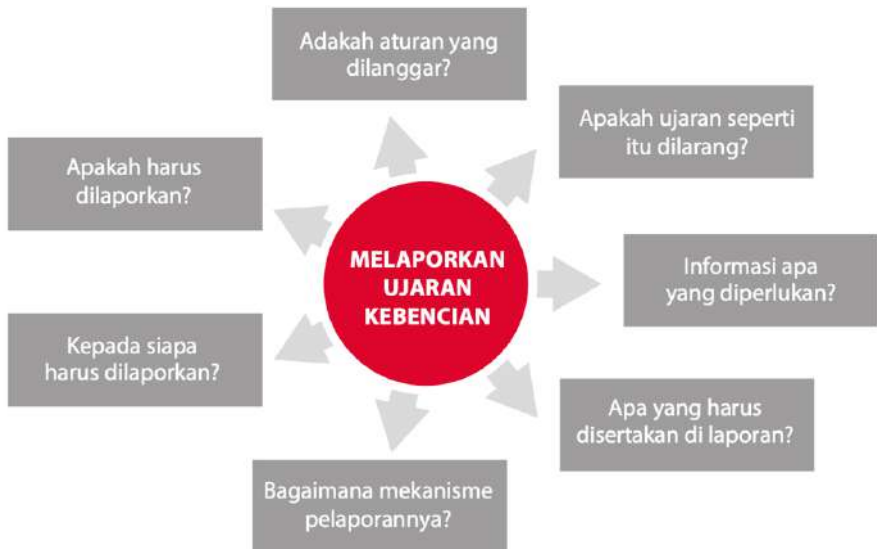 Adakah aturan yang
dilanggar?
Apakah ujaran seperti
itu dilarang?
Apakah harus
dilaporkan?
MELAPORKAN
UJARAN
KEBENCIAN
Informasi apa
yang diperlukan?
Kepada siapa
harus dilaporkan?
Apa yang harus
disertakan di laporan?
Bagaimana mekanisme
pelaporannya?